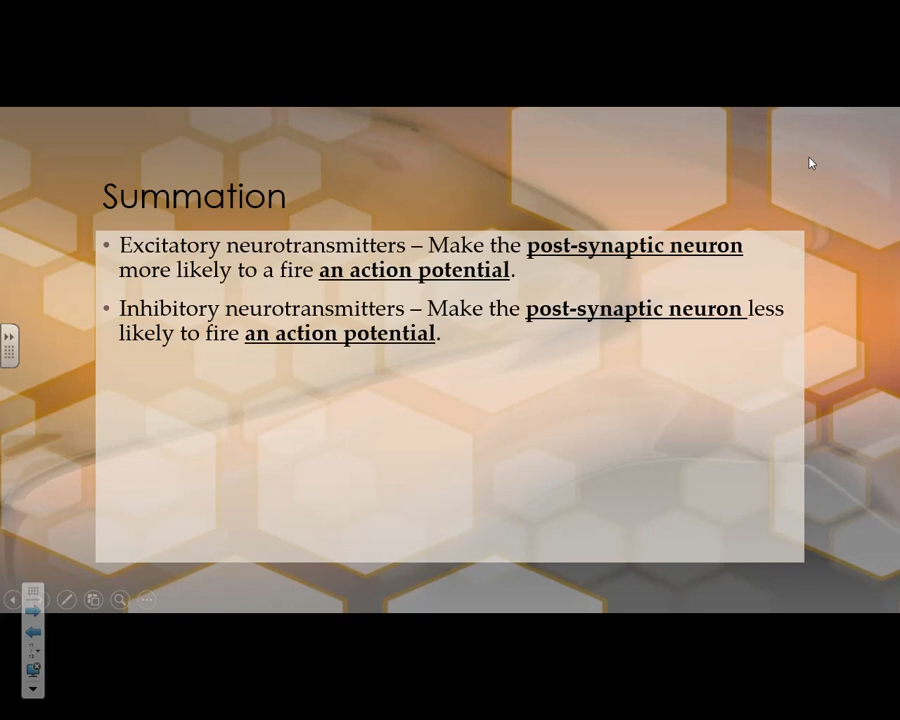 Summation
• Excitatory neurotransmitters – Make the post-synaptic neuron
more likely to a fire an action potential.
• Inhibitory neurotransmitters – Make the post-synaptic neuron less
likely to fire an action potential.